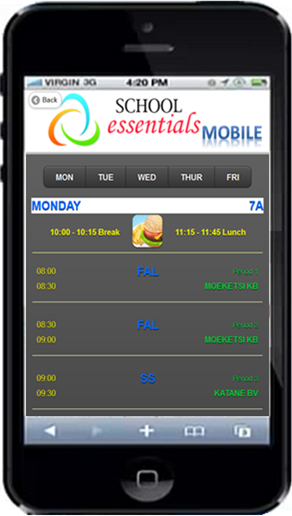 VIRGIN 3G 4:20 PM
Back
SCHOOL
essentials MOBILE
MON TUE WED THUR FRI
MONDAY 7A
10:00 - 10:15 Break 11:15 - 11:45 Lunch
08:00 FAL Period 1
08:30 MOEKETSI KB
08:30 FAL Period 2
09:00 MOEKETSI KB
09:00 SS Period 3
09:30 KATANE BV